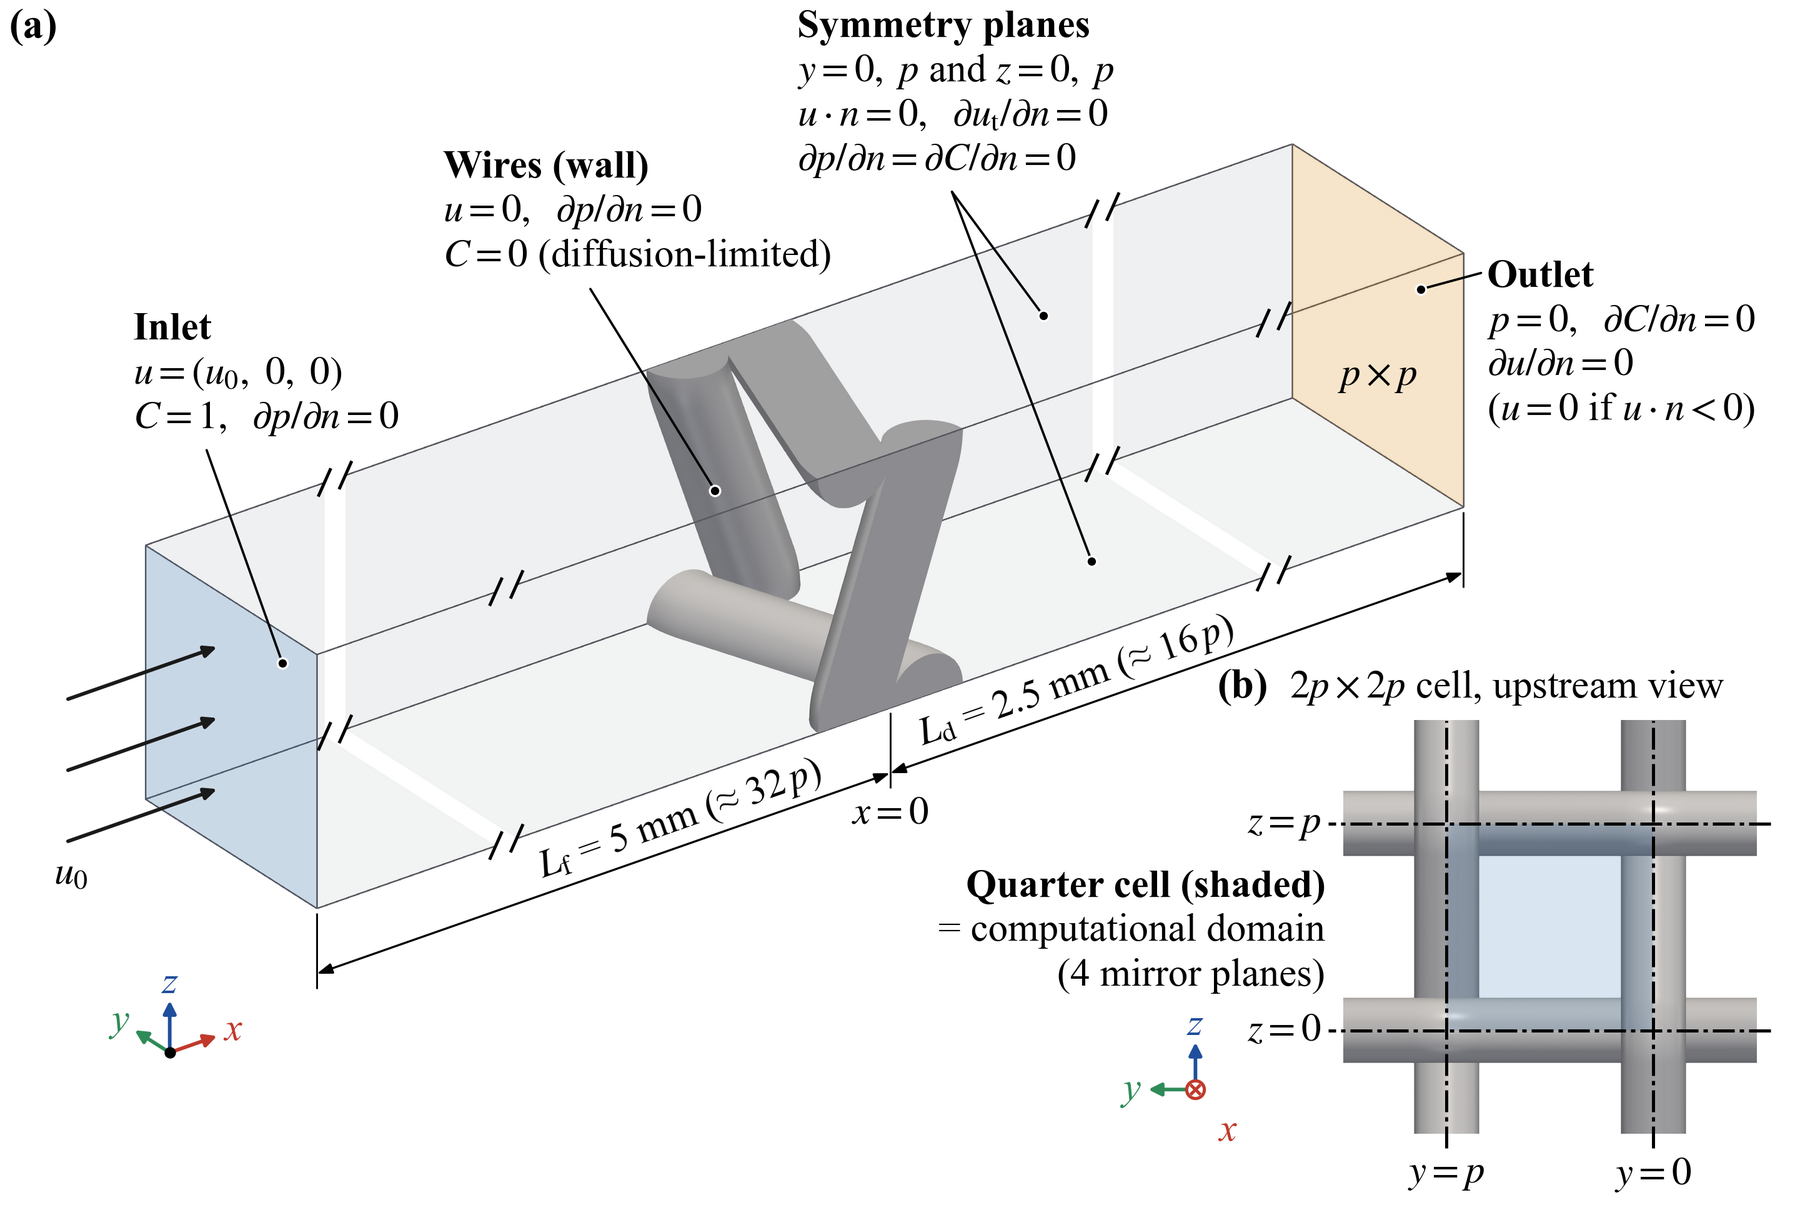 (a)
Symmetry planes
y=0, p and z=0, p
u · n=0, ∂uₜ/∂n=0
∂p/∂n=∂C/∂n=0
Wires (wall)
u=0, ∂p/∂n=0
C=0 (diffusion-limited)
Inlet
u=(u₀, 0, 0)
C=1, ∂p/∂n=0
Outlet
p=0, ∂C/∂n=0
∂u/∂n=0
(u=0 if u · n<0)
p×p
u₀
L_f = 5 mm (≈ 32p)
x=0
L_d = 2.5 mm (≈ 16p)
z
y
x
(b) 2p×2p cell, upstream view
z=p
Quarter cell (shaded)
= computational domain
(4 mirror planes)
z=0
z
y
x
y=p
y=0